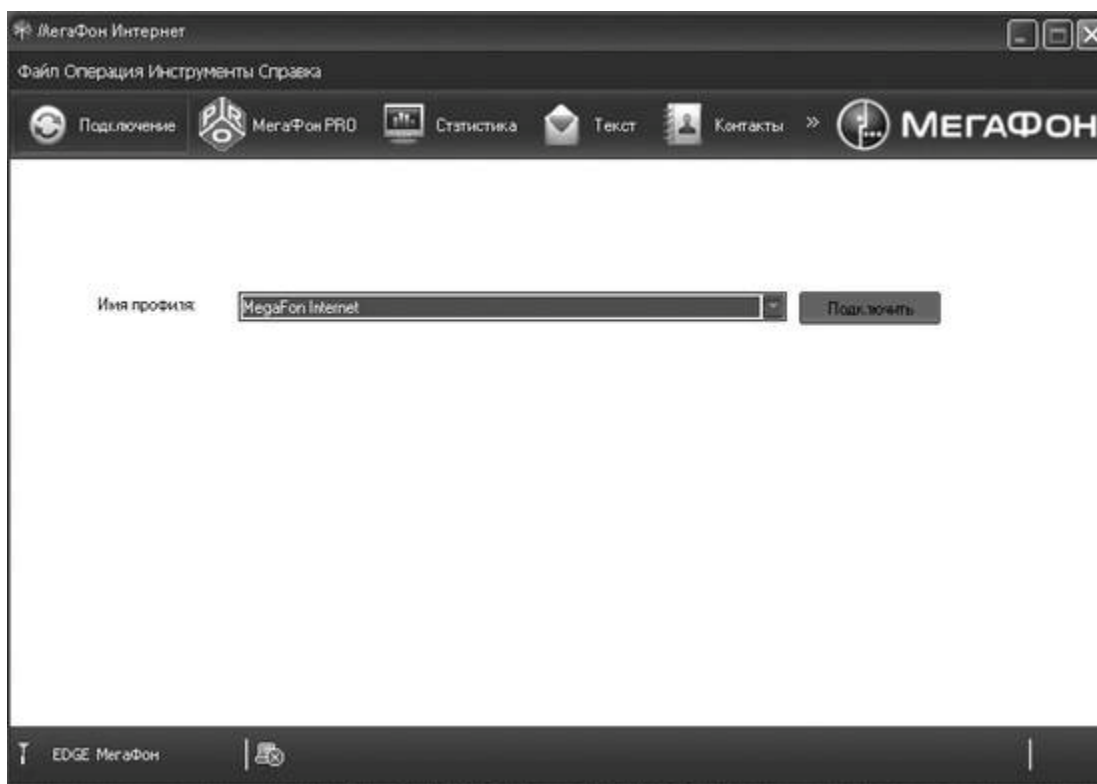 МегаФон Интернет
Файл Операция Инструменты Справка
Подключение МегаФон PRO Статистика Текст Контакты » МЕГАФОН
Имя профиля: MegaFon Internet Подключить
EDGE МегаФон